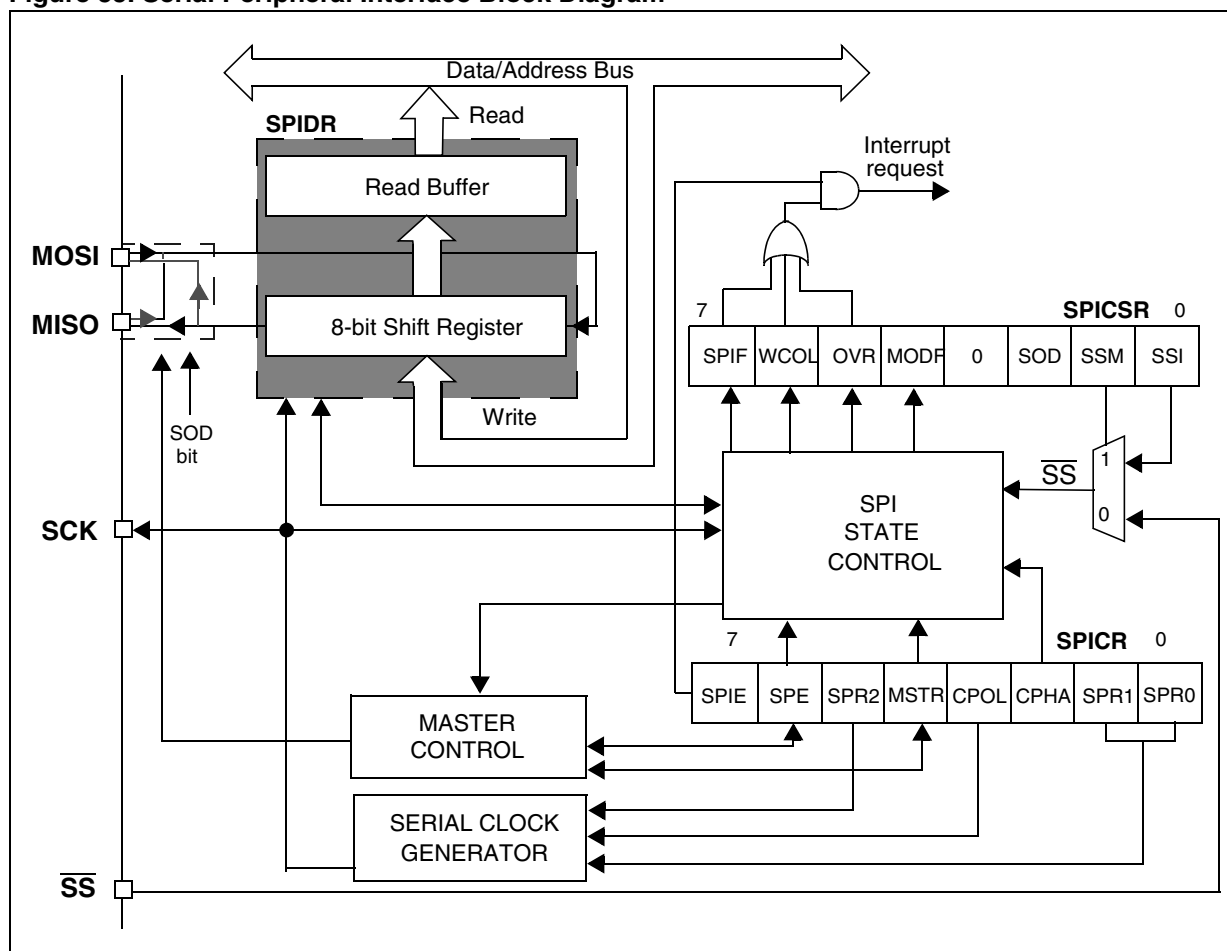 Data/Address Bus
SPIDR
Read
Read Buffer
Interrupt
request
MOSI
MISO
8-bit Shift Register
7
SPICSR
0
SPIF
WCOL
OVR
MODF
0
SOD
SSM
SSI
SOD
bit
Write
SS
1
0
SCK
SPI
STATE
CONTROL
7
SPICR
0
SPIE
SPE
SPR2
MSTR
CPOL
CPHA
SPR1
SPR0
MASTER
CONTROL
SERIAL CLOCK
GENERATOR
SS